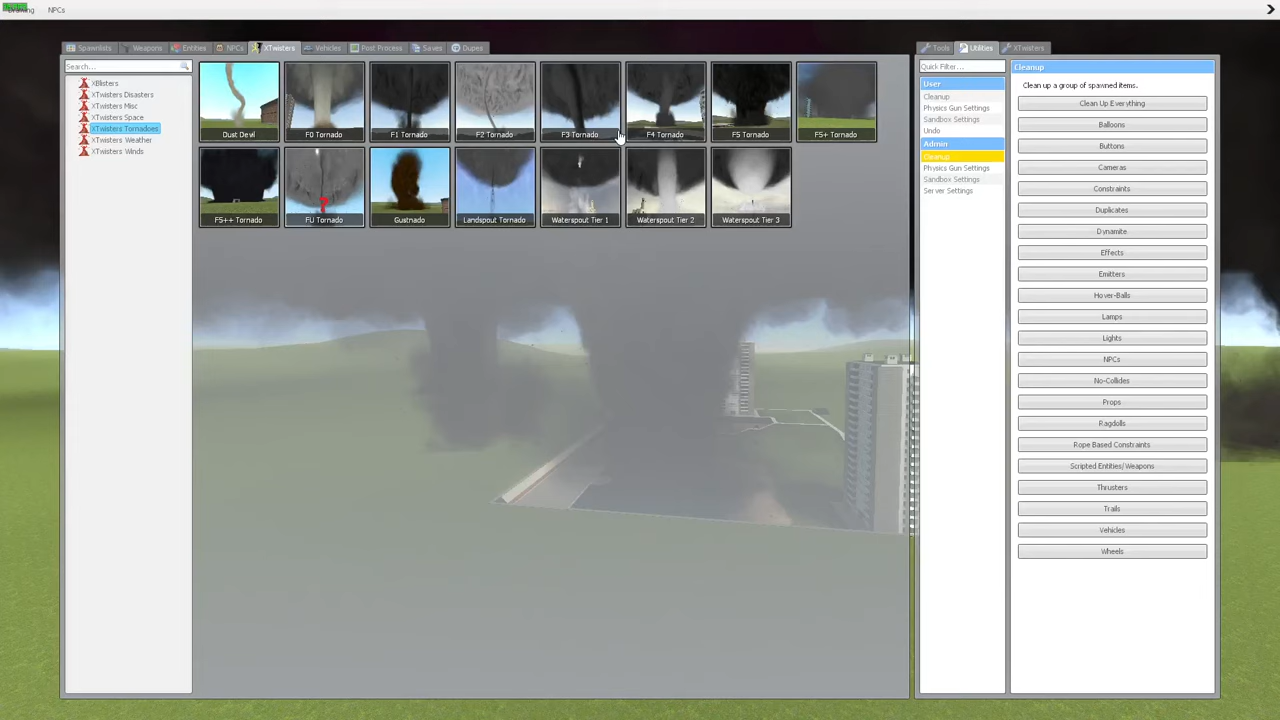 Drawing NPCs
Spawnlists Weapons Entities NPCs XTwisters Vehicles Post Process Saves Dupes
Search...
XBlisters
XTwisters Disasters
XTwisters Misc
XTwisters Space
XTwisters Tornadoes
XTwisters Weather
XTwisters Winds
Dust Devil F0 Tornado F1 Tornado F2 Tornado F3 Tornado F4 Tornado F5 Tornado F5+ Tornado
F5++ Tornado FU Tornado Gustnado Landspout Tornado Waterspout Tier 1 Waterspout Tier 2 Waterspout Tier 3
Tools Utilities XTwisters
Quick Filter...
User
Cleanup
Physics Gun Settings
Sandbox Settings
Undo
Admin
Cleanup
Physics Gun Settings
Sandbox Settings
Server Settings
Cleanup
Clean up a group of spawned items.
Clean Up Everything
Balloons
Buttons
Cameras
Constraints
Duplicates
Dynamite
Effects
Emitters
Hover-Balls
Lamps
Lights
NPCs
No-Collides
Props
Ragdolls
Rope Based Constraints
Scripted Entities/Weapons
Thrusters
Trails
Vehicles
Wheels